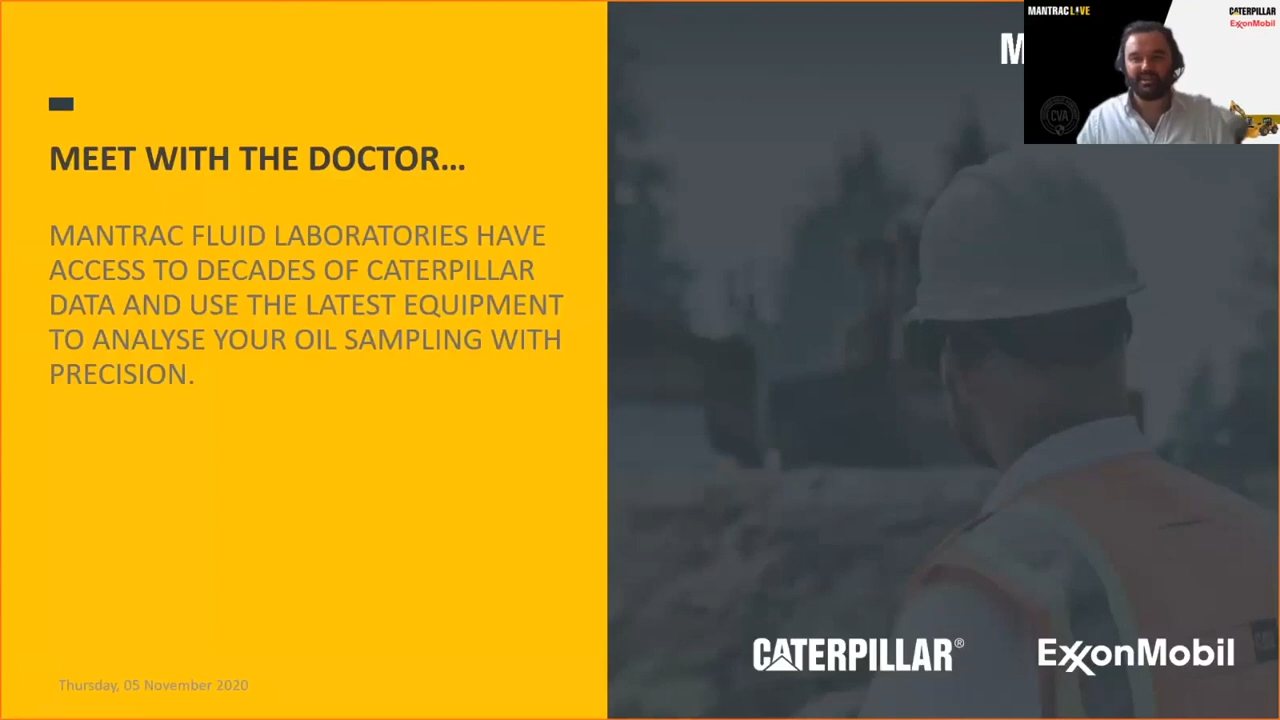 MEET WITH THE DOCTOR...
MANTRAC FLUID LABORATORIES HAVE
ACCESS TO DECADES OF CATERPILLAR
DATA AND USE THE LATEST EQUIPMENT
TO ANALYSE YOUR OIL SAMPLING WITH
PRECISION.
Thursday, 05 November 2020
M
MANTRAC LIVE
CATERPILLAR
ExxonMobil
CVA
CATERPILLAR®
ExxonMobil